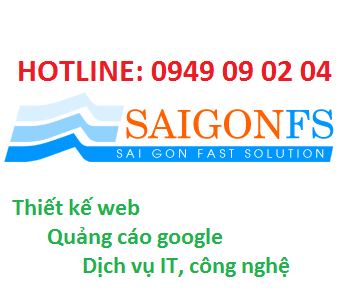 HOTLINE: 0949 09 02 04
SAIGONFS
SAI GON FAST SOLUTION
Thiết kế web
Quảng cáo google
Dịch vụ IT, công nghệ